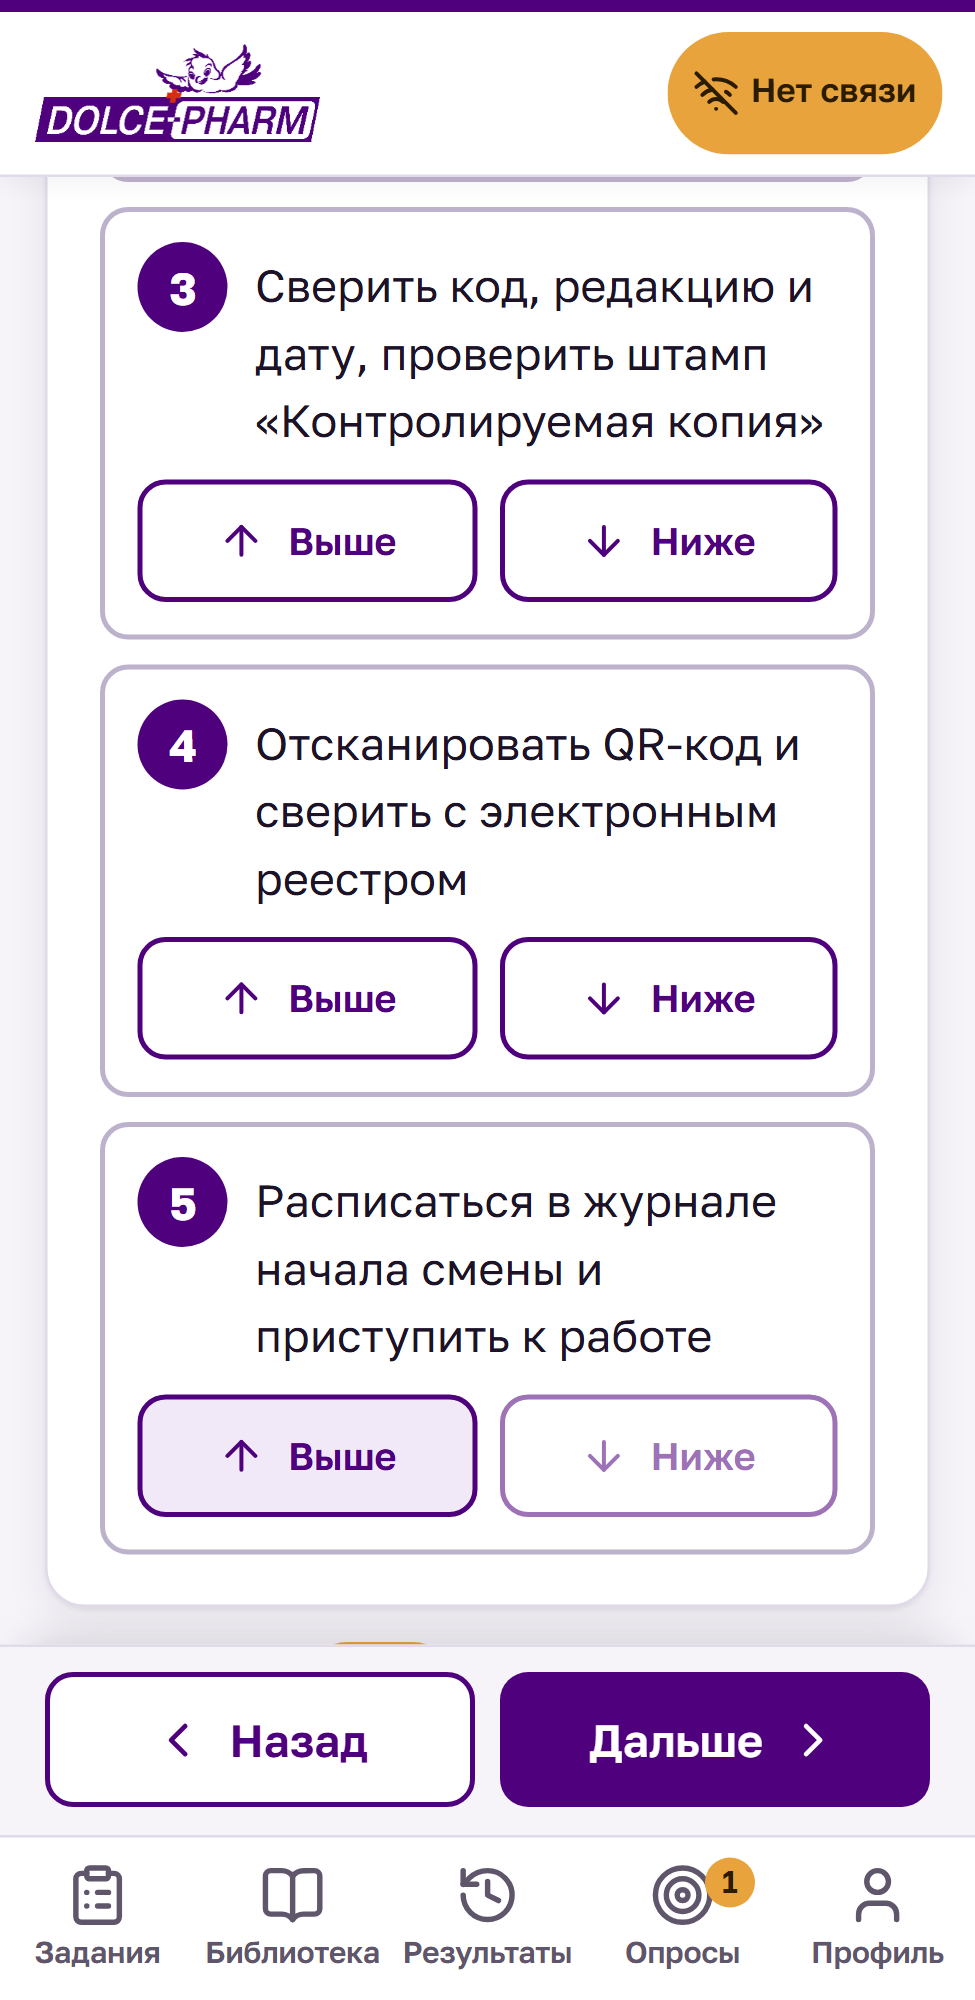 DOLCE-PHARM
Нет связи
3
Сверить код, редакцию и
дату, проверить штамп
«Контролируемая копия»
Выше
Ниже
4
Отсканировать QR-код и
сверить с электронным
реестром
Выше
Ниже
5
Расписаться в журнале
начала смены и
приступить к работе
Выше
Ниже
Назад
Дальше
1
Задания
Библиотека
Результаты
Опросы
Профиль